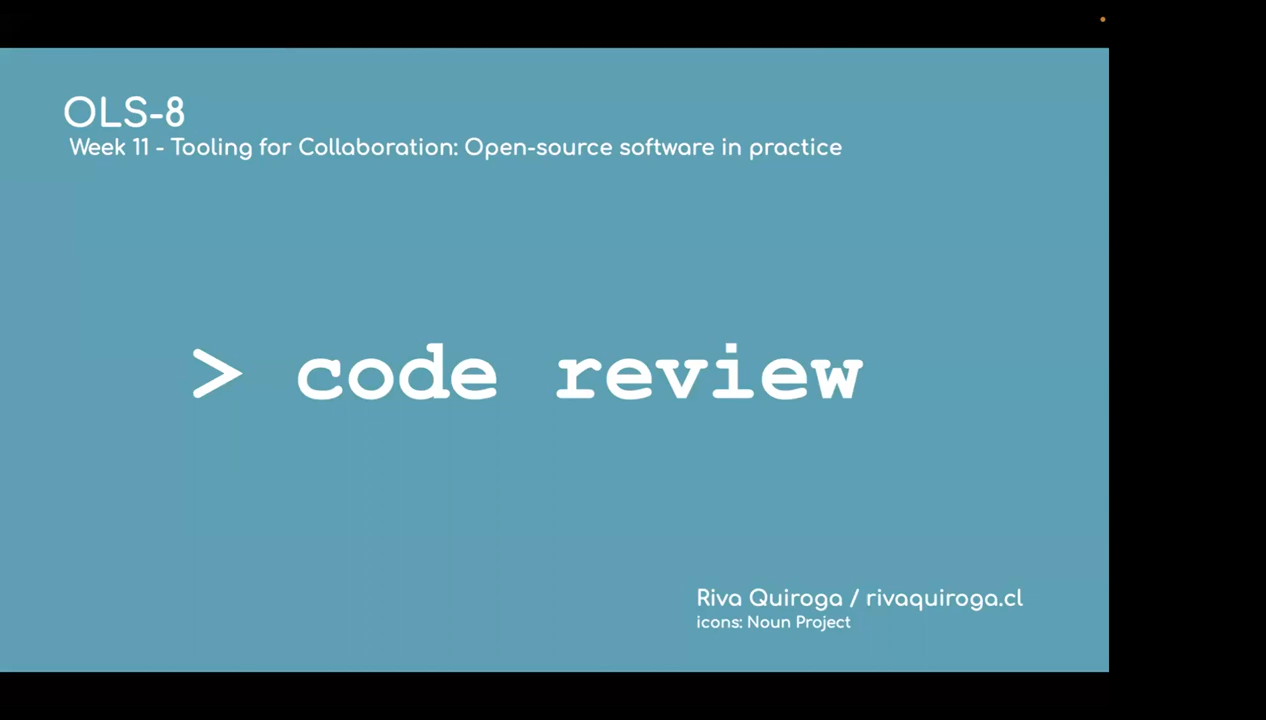 OLS-8
Week 11 - Tooling for Collaboration: Open-source software in practice
> code review
Riva Quiroga / rivaquiroga.cl
icons: Noun Project